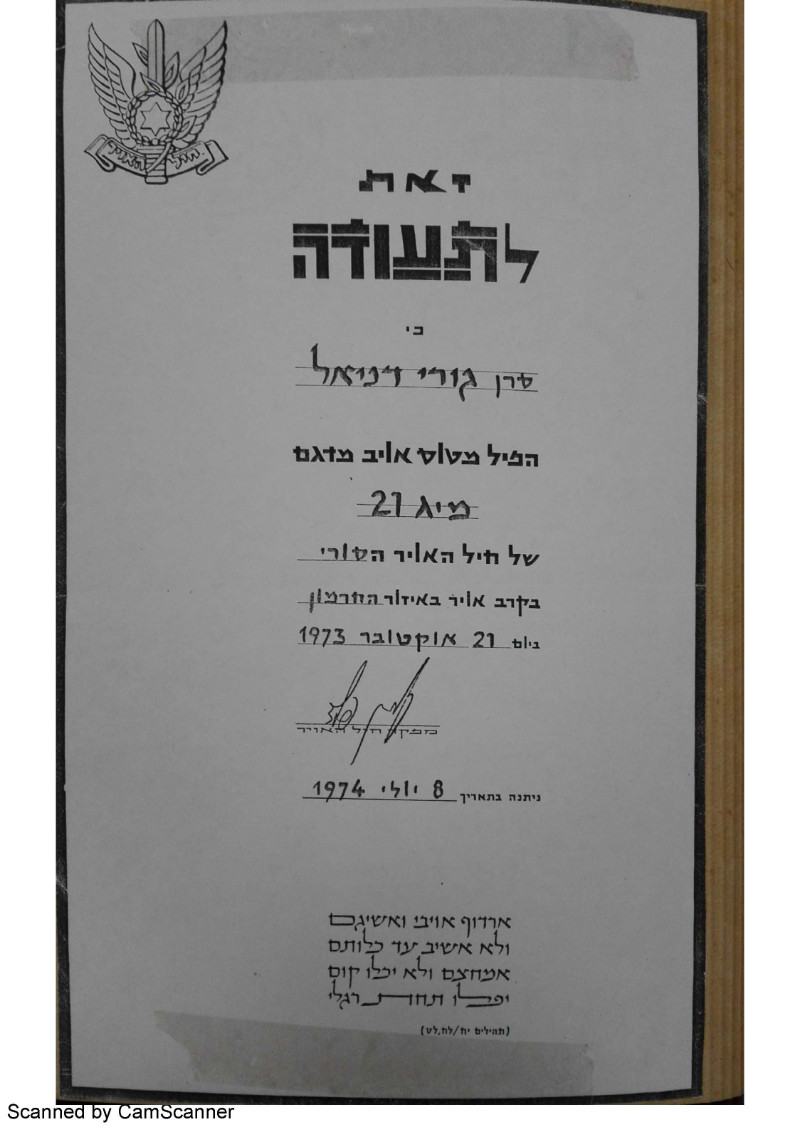 חיל האויר
זאת
לתעודה
כי
סרן גורי דניאל
הפיל מטוס אויב מדגם
מיג 21
של חיל האויר הסורי
בקרב אויר באיזור החרמון
ביום 21 אוקטובר 1973
מפקד חיל האויר
ניתנה בתאריך 8 יולי 1974
ארדוף אויבי ואשיגם
ולא אשוב עד כלותם
אמחצם ולא יכלו קום
יפלו תחת רגלי
(תהילים יח/לח,לט)
Scanned by CamScanner